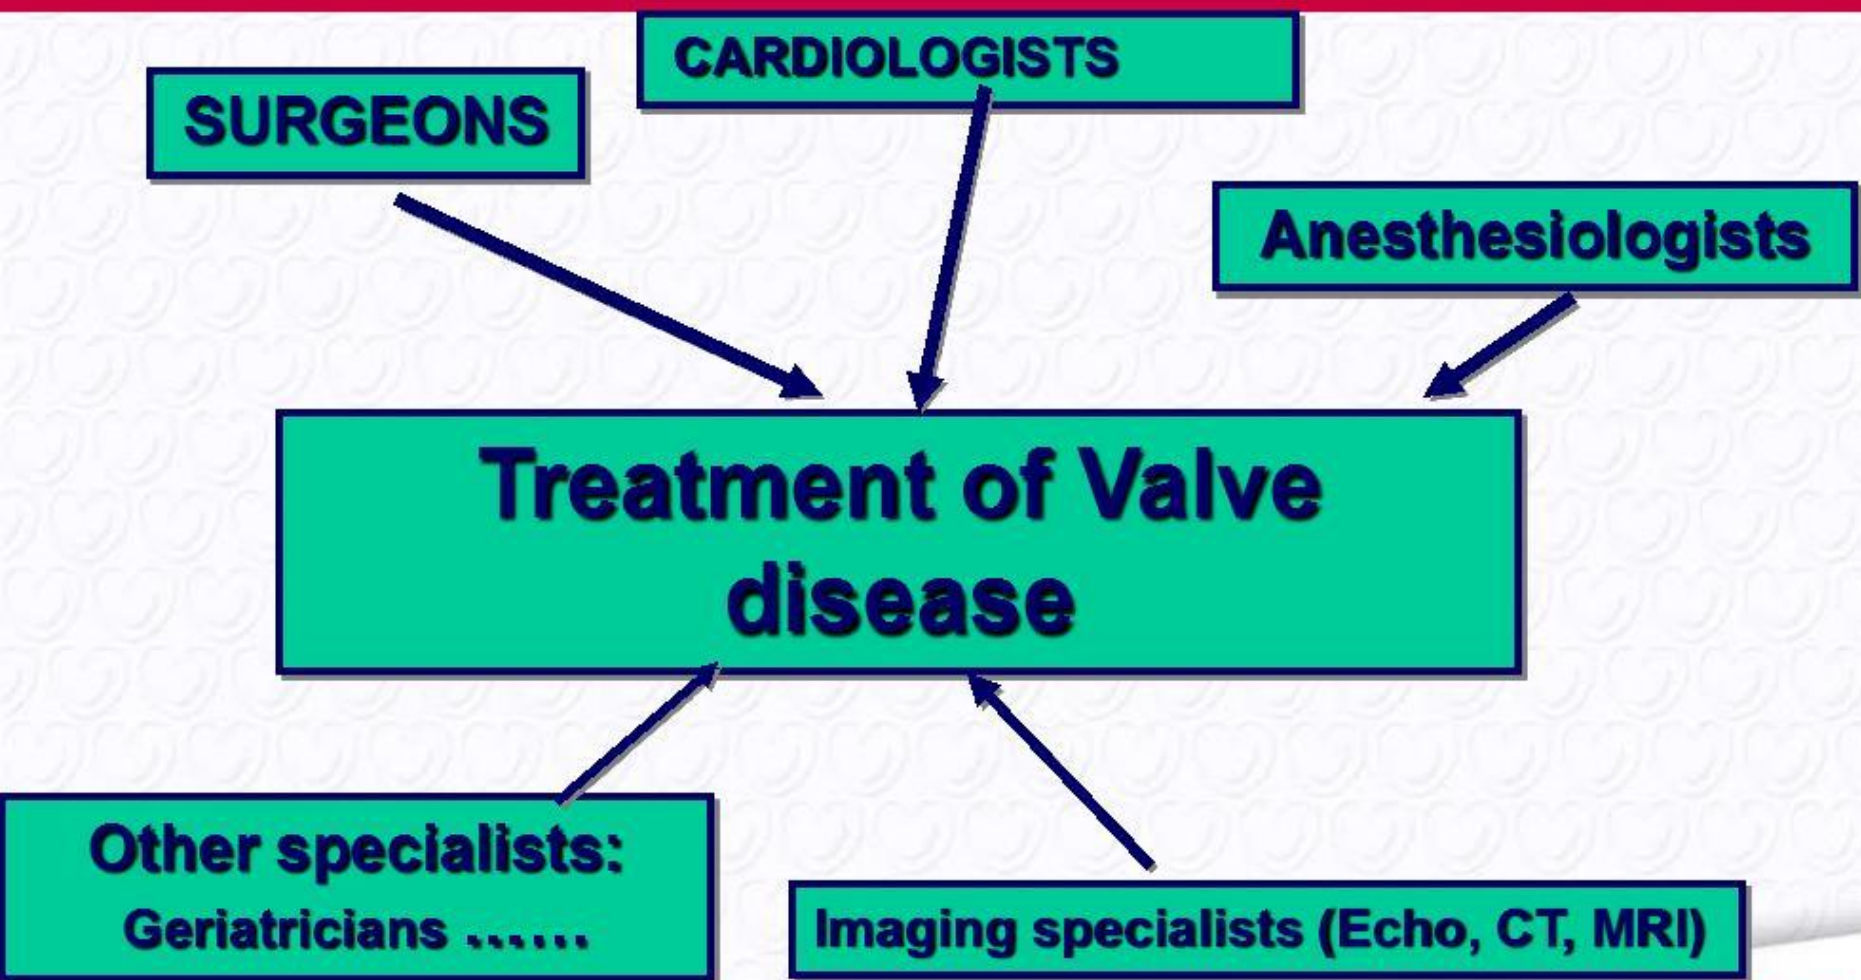 CARDIOLOGISTS
SURGEONS
Anesthesiologists
Treatment of Valve
disease
Other specialists:
Geriatricians ......
Imaging specialists (Echo, CT, MRI)